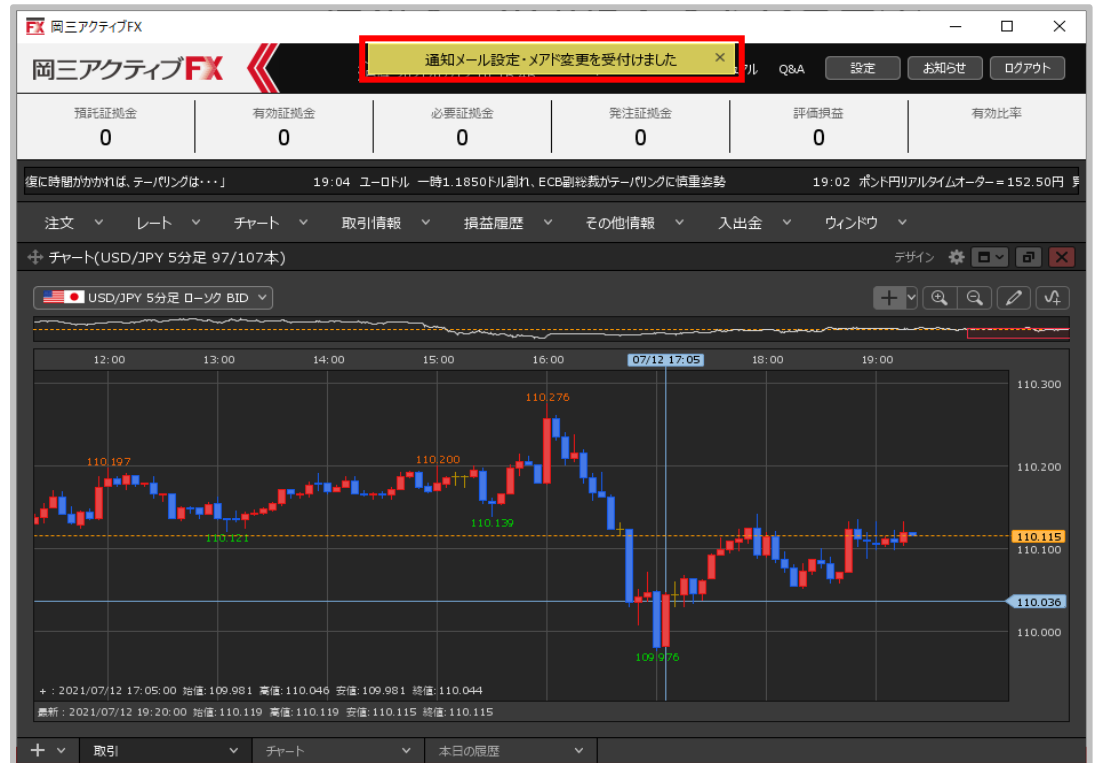 FX 岡三アクティブFX
岡三アクティブFX
通知メール設定・メアド変更を受付けました ×
Q&A 設定 お知らせ ログアウト
預託証拠金 有効証拠金 必要証拠金 発注証拠金 評価損益 有効比率
0 0 0 0 0
復に時間がかかれば、テーパリングは・・・」 19:04 ユーロドル 一時1.1850ドル割れ、ECB副総裁がテーパリングに慎重姿勢 19:02 ポンド円リアルタイムオーダー=152.50円
注文 レート チャート 取引情報 損益履歴 その他情報 入出金 ウィンドウ
チャート(USD/JPY 5分足 97/107本) デザイン
USD/JPY 5分足 ローソク BID
12:00 13:00 14:00 15:00 16:00 07/12 17:05 18:00 19:00
110.300
110.276
110.197 110.200 110.200
110.139
110.121
110.115
110.100
110.036
110.000
109.976
+ : 2021/07/12 17:05:00 始値:109.981 高値:110.046 安値:109.981 終値:110.044
最新 : 2021/07/12 19:20:00 始値:110.119 高値:110.119 安値:110.115 終値:110.115
+ 取引 チャート 本日の履歴